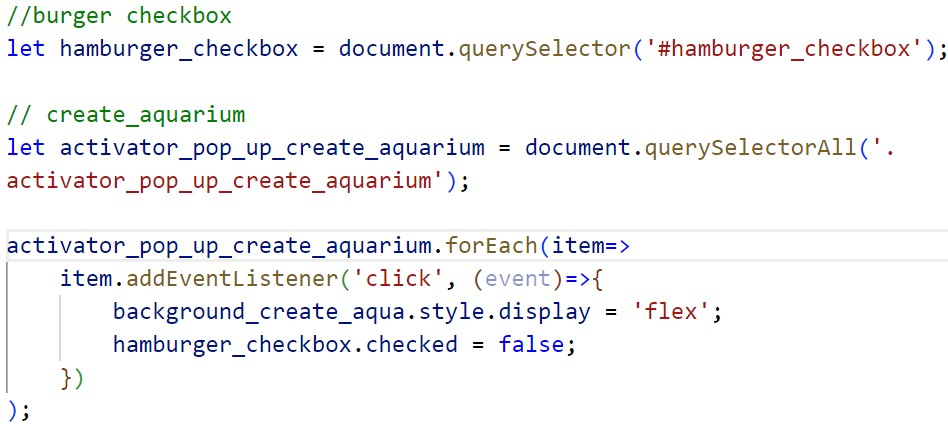 //burger checkbox
let hamburger_checkbox = document.querySelector('#hamburger_checkbox');
// create_aquarium
let activator_pop_up_create_aquarium = document.querySelectorAll('.
activator_pop_up_create_aquarium');
activator_pop_up_create_aquarium.forEach(item=>
    item.addEventListener('click', (event)=>{
        background_create_aqua.style.display = 'flex';
        hamburger_checkbox.checked = false;
    })
);